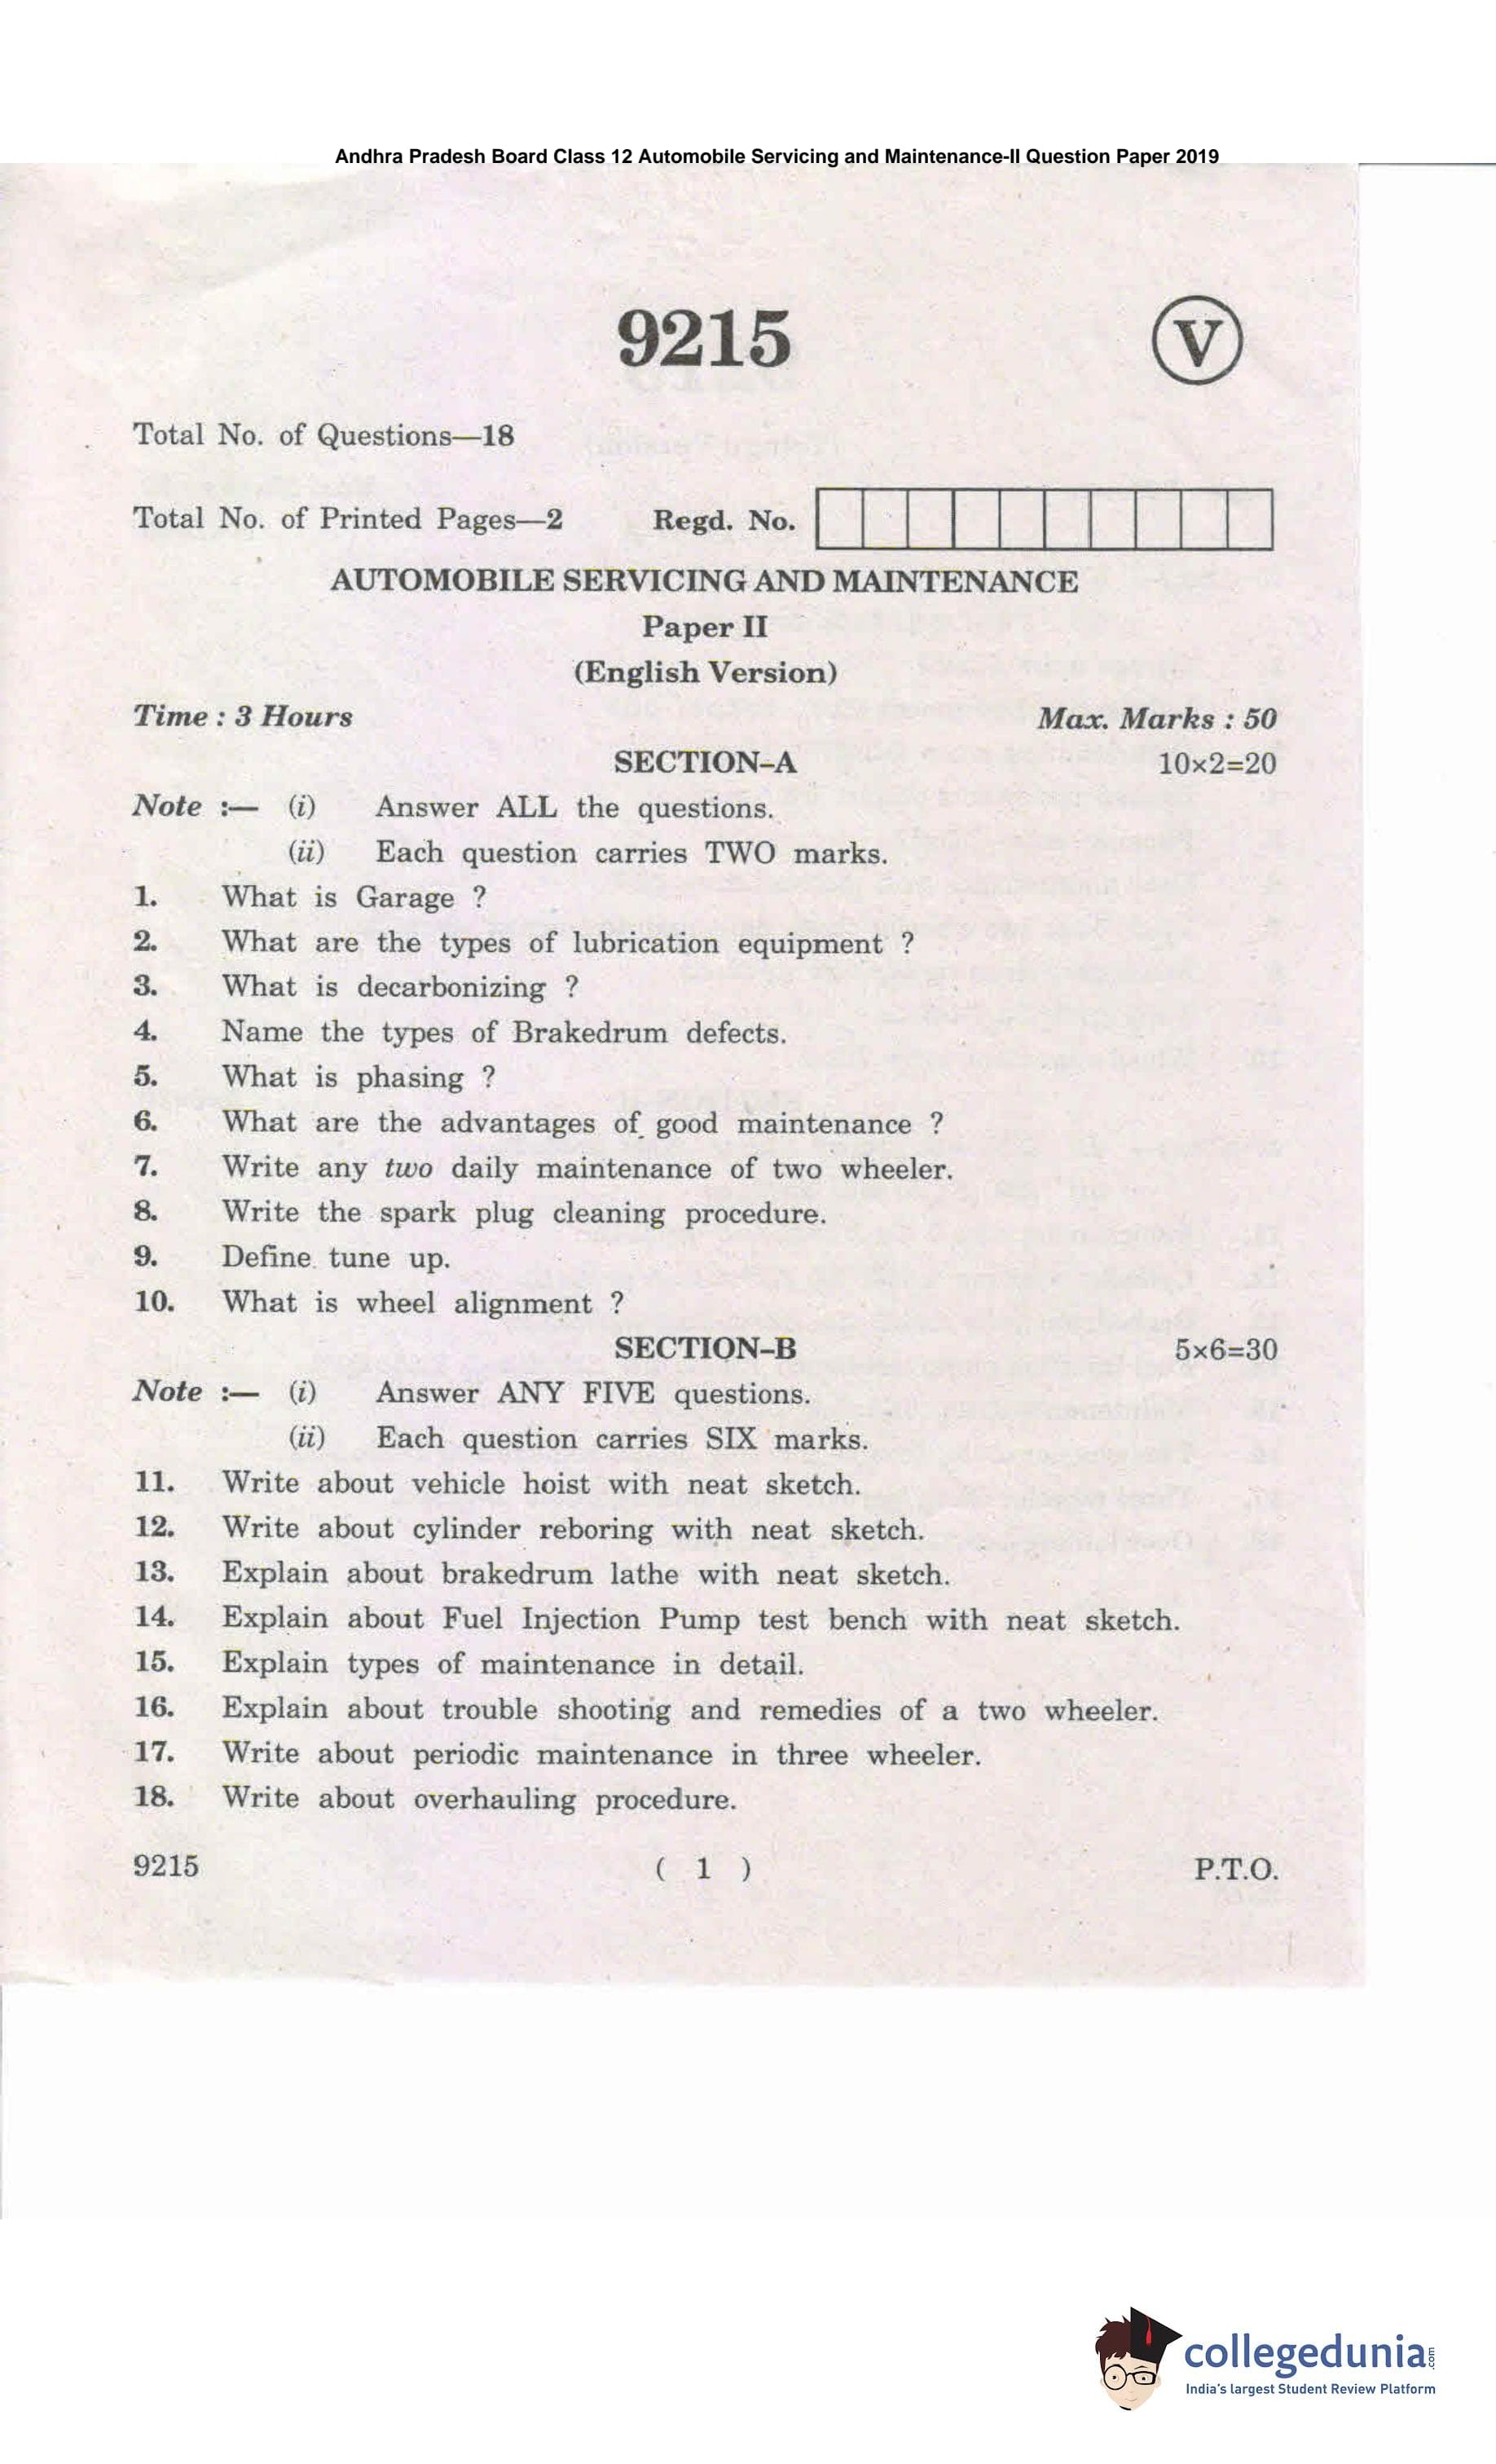 Andhra Pradesh Board Class 12 Automobile Servicing and Maintenance-II Question Paper 2019
9215
V
Total No. of Questions—18
Total No. of Printed Pages—2 Regd. No.
AUTOMOBILE SERVICING AND MAINTENANCE
Paper II
(English Version)
Time : 3 Hours Max. Marks : 50
SECTION–A 10×2=20
Note :— (i) Answer ALL the questions.
(ii) Each question carries TWO marks.
1. What is Garage ?
2. What are the types of lubrication equipment ?
3. What is decarbonizing ?
4. Name the types of Brakedrum defects.
5. What is phasing ?
6. What are the advantages of good maintenance ?
7. Write any two daily maintenance of two wheeler.
8. Write the spark plug cleaning procedure.
9. Define tune up.
10. What is wheel alignment ?
SECTION–B 5×6=30
Note :— (i) Answer ANY FIVE questions.
(ii) Each question carries SIX marks.
11. Write about vehicle hoist with neat sketch.
12. Write about cylinder reboring with neat sketch.
13. Explain about brakedrum lathe with neat sketch.
14. Explain about Fuel Injection Pump test bench with neat sketch.
15. Explain types of maintenance in detail.
16. Explain about trouble shooting and remedies of a two wheeler.
17. Write about periodic maintenance in three wheeler.
18. Write about overhauling procedure.
9215 ( 1 ) P.T.O.
collegedunia.com
India's largest Student Review Platform